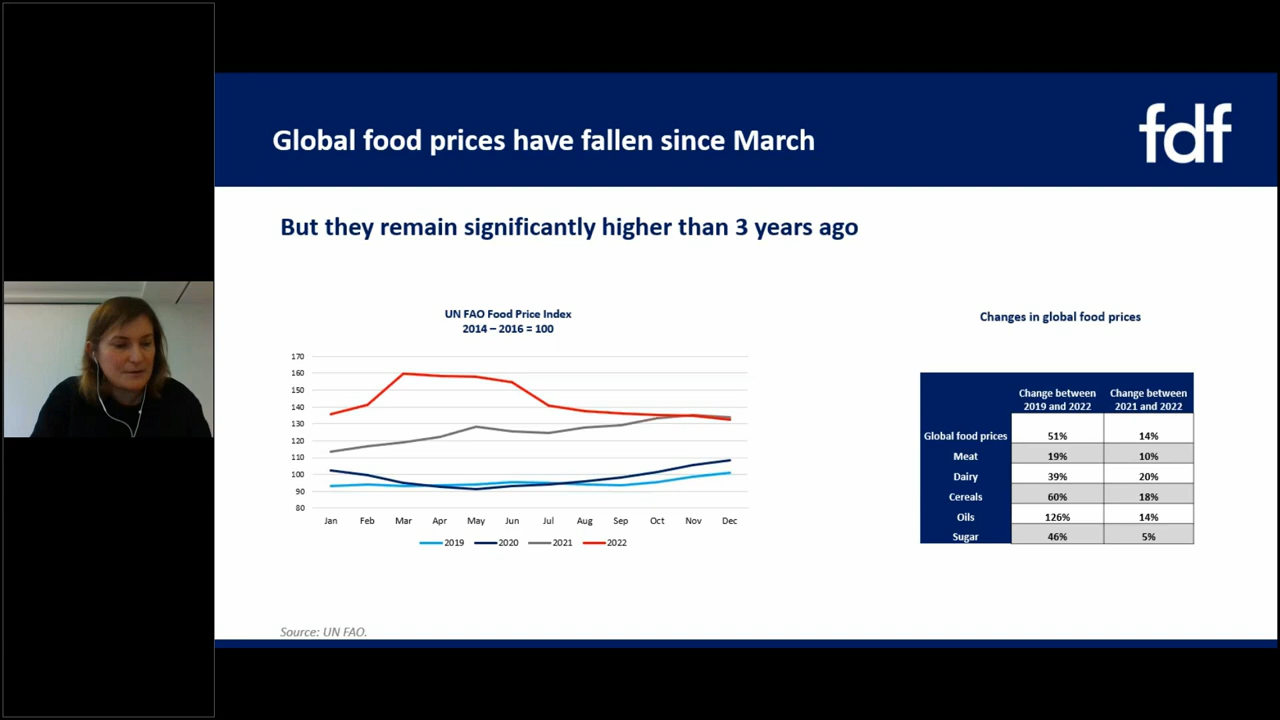 Global food prices have fallen since March
fdf
But they remain significantly higher than 3 years ago
UN FAO Food Price Index
2014 – 2016 = 100
170
160
150
140
130
120
110
100
90
80
Jan Feb Mar Apr May Jun Jul Aug Sep Oct Nov Dec
2019 2020 2021 2022
Changes in global food prices
Change between 2019 and 2022 Change between 2021 and 2022
Global food prices 51% 14%
Meat 19% 10%
Dairy 39% 20%
Cereals 60% 18%
Oils 126% 14%
Sugar 46% 5%
Source: UN FAO.